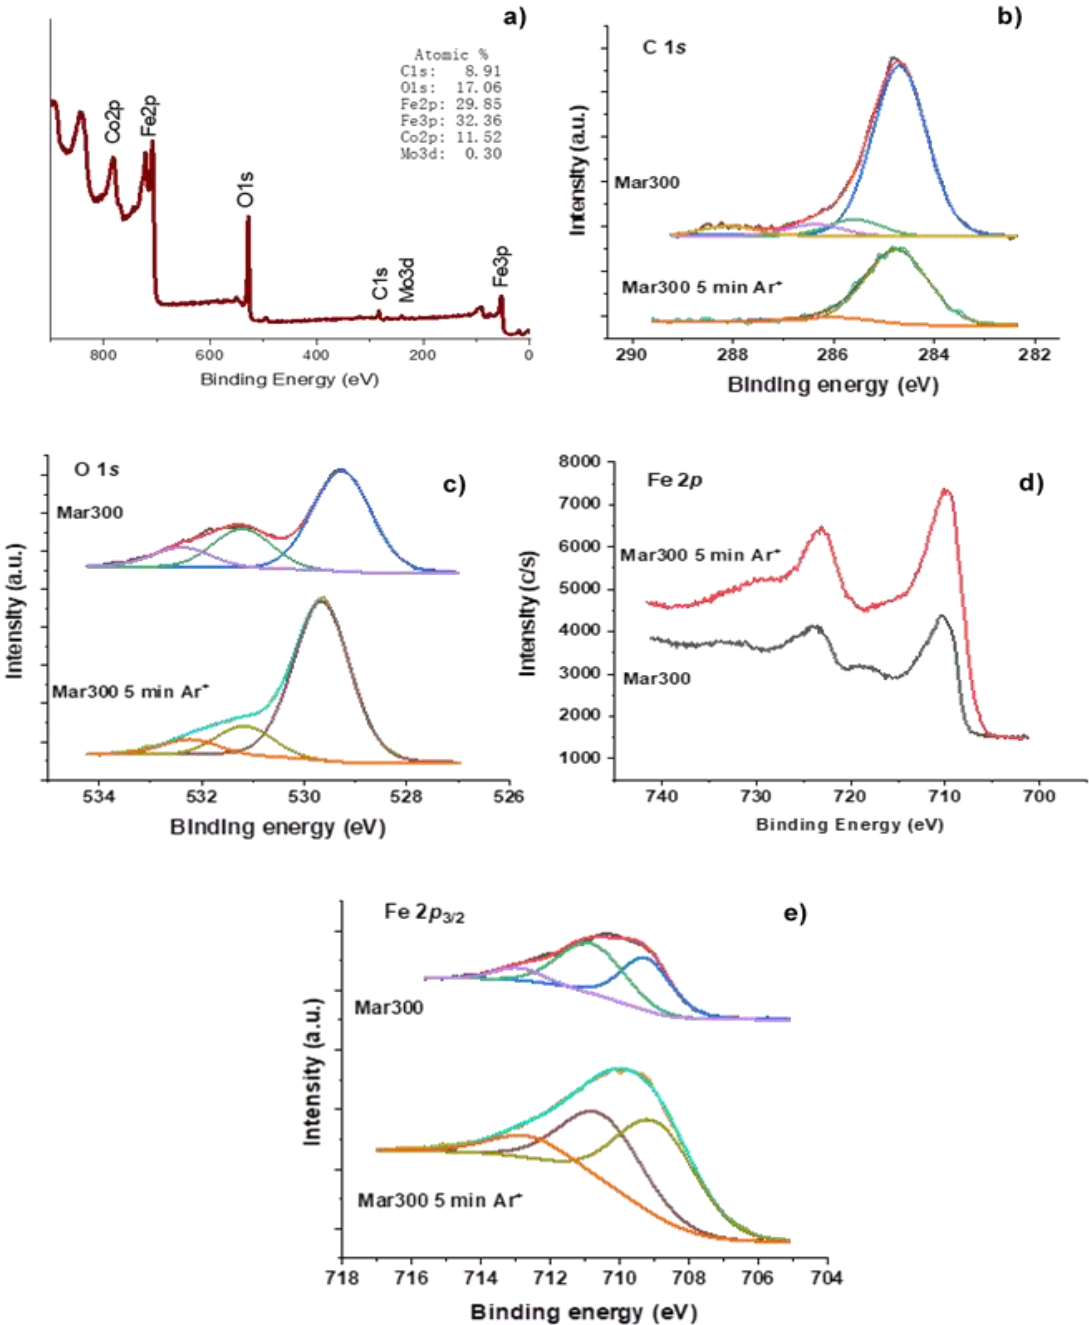 a)
Atomic %
C1s: 8.91
O1s: 17.06
Fe2p: 29.85
Fe3p: 32.36
Co2p: 11.52
Mo3d: 0.30
Co2p
Fe2p
O1s
C1s
Mo3d
Fe3p
800 600 400 200 0
Binding Energy (eV)
b)
C 1s
Mar300
Mar300 5 min Ar⁺
Intensity (a.u.)
290 288 286 284 282
Binding energy (eV)
c)
O 1s
Mar300
Mar300 5 min Ar⁺
Intensity (a.u.)
534 532 530 528 526
Binding energy (eV)
d)
Fe 2p
8000
7000
6000
5000
4000
3000
2000
1000
Mar300 5 min Ar⁺
Mar300
Intensity (c/s)
740 730 720 710 700
Binding Energy (eV)
e)
Fe 2p3/2
Mar300
Mar300 5 min Ar⁺
Intensity (a.u.)
718 716 714 712 710 708 706 704
Binding energy (eV)